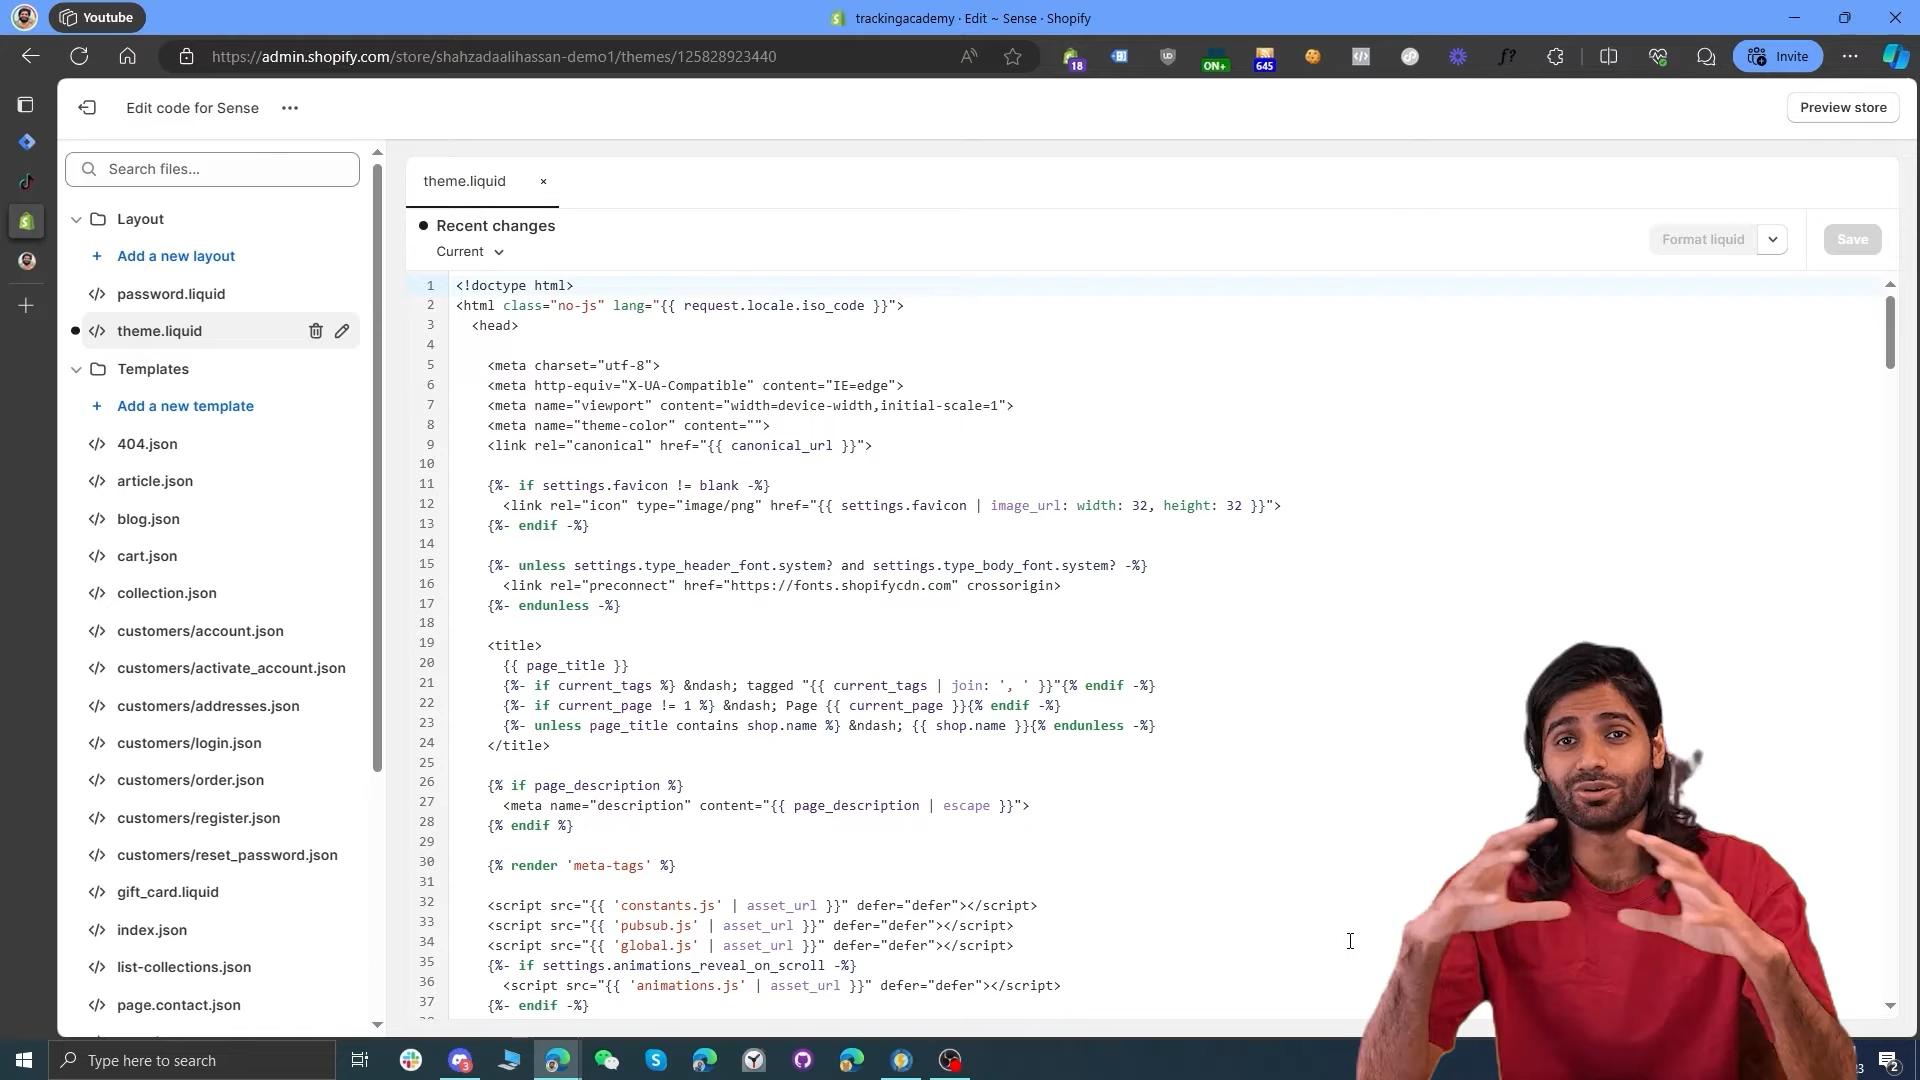 Youtube
trackingacademy · Edit ~ Sense · Shopify
https://admin.shopify.com/store/shahzadaalihassan-demo1/themes/125828923440
18
ON+
645
f?
Invite
Edit code for Sense
Preview store
Search files...
Layout
Add a new layout
password.liquid
theme.liquid
Templates
Add a new template
404.json
article.json
blog.json
cart.json
collection.json
customers/account.json
customers/activate_account.json
customers/addresses.json
customers/login.json
customers/order.json
customers/register.json
customers/reset_password.json
gift_card.liquid
index.json
list-collections.json
page.contact.json
theme.liquid ×
Recent changes
Current
Format liquid
Save
1 <!doctype html>
2 <html class="no-js" lang="{{ request.locale.iso_code }}">
3 <head>
4
5 <meta charset="utf-8">
6 <meta http-equiv="X-UA-Compatible" content="IE=edge">
7 <meta name="viewport" content="width=device-width,initial-scale=1">
8 <meta name="theme-color" content="">
9 <link rel="canonical" href="{{ canonical_url }}">
10
11 {%- if settings.favicon != blank -%}
12 <link rel="icon" type="image/png" href="{{ settings.favicon | image_url: width: 32, height: 32 }}">
13 {%- endif -%}
14
15 {%- unless settings.type_header_font.system? and settings.type_body_font.system? -%}
16 <link rel="preconnect" href="https://fonts.shopifycdn.com" crossorigin>
17 {%- endunless -%}
18
19 <title>
20 {{ page_title }}
21 {%- if current_tags %} &ndash; tagged "{{ current_tags | join: ', ' }}"{% endif -%}
22 {%- if current_page != 1 %} &ndash; Page {{ current_page }}{% endif -%}
23 {%- unless page_title contains shop.name %} &ndash; {{ shop.name }}{% endunless -%}
24 </title>
25
26 {% if page_description %}
27 <meta name="description" content="{{ page_description | escape }}">
28 {% endif %}
29
30 {% render 'meta-tags' %}
31
32 <script src="{{ 'constants.js' | asset_url }}" defer="defer"></script>
33 <script src="{{ 'pubsub.js' | asset_url }}" defer="defer"></script>
34 <script src="{{ 'global.js' | asset_url }}" defer="defer"></script>
35 {%- if settings.animations_reveal_on_scroll -%}
36 <script src="{{ 'animations.js' | asset_url }}" defer="defer"></script>
37 {%- endif -%}
Type here to search
3
2